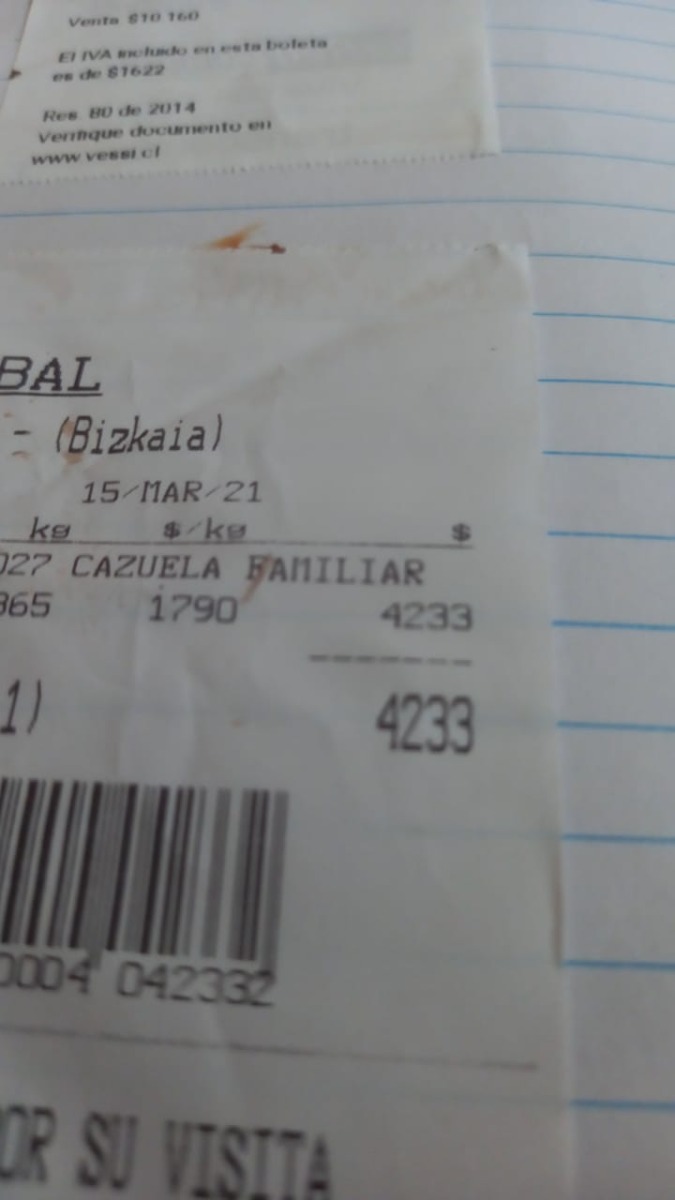 Venta $10.160
El IVA incluido en esta boleta
es de $1622
Res. 80 de 2014
Verifique documento en
www.vessi.cl
BAL
- (Bizkaia)
15/MAR/21
kg $/kg $
027 CAZUELA FAMILIAR
365 1790 4233
-------
1) 4233
0004 042332
OR SU VISITA